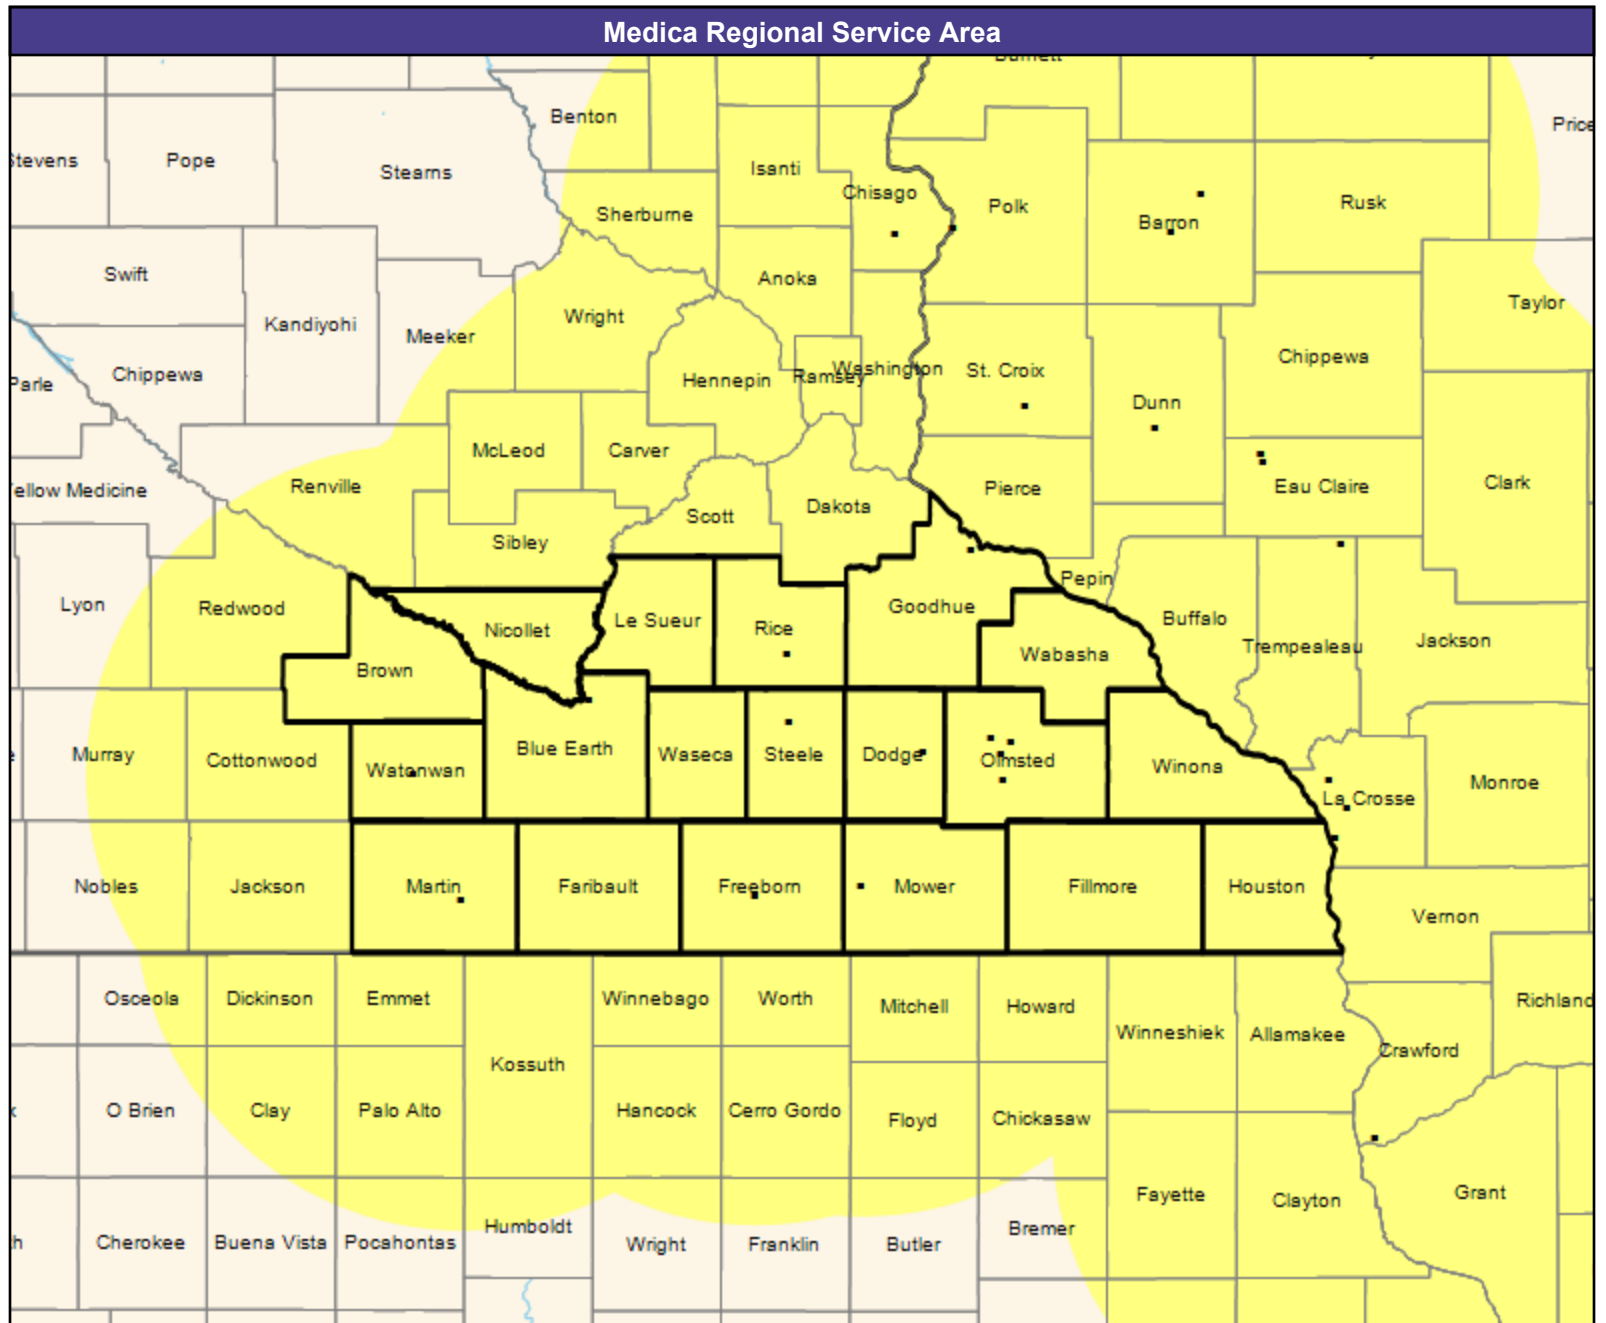 Medica Regional Service Area
Benton
Price
Stevens
Pope
Stearns
Isanti
Chisago
Polk
Barron
Rusk
Sherburne
Swift
Anoka
Taylor
Kandiyohi
Wright
Meeker
Chippewa
Parle
Chippewa
Hennepin
Ramsey
Washington
St. Croix
Dunn
McLeod
Carver
Renville
Yellow Medicine
Pierce
Eau Claire
Clark
Scott
Dakota
Sibley
Lyon
Redwood
Nicollet
Le Sueur
Rice
Goodhue
Pepin
Buffalo
Trempealeau
Jackson
Brown
Wabasha
Murray
Cottonwood
Watonwan
Blue Earth
Waseca
Steele
Dodge
Olmsted
Winona
La Crosse
Monroe
Nobles
Jackson
Martin
Faribault
Freeborn
Mower
Fillmore
Houston
Vernon
Osceola
Dickinson
Emmet
Winnebago
Worth
Mitchell
Howard
Richland
Winneshiek
Allamakee
Crawford
Kossuth
O Brien
Clay
Palo Alto
Hancock
Cerro Gordo
Floyd
Chickasaw
Fayette
Clayton
Grant
Cherokee
Buena Vista
Pocahontas
Humboldt
Wright
Franklin
Butler
Bremer